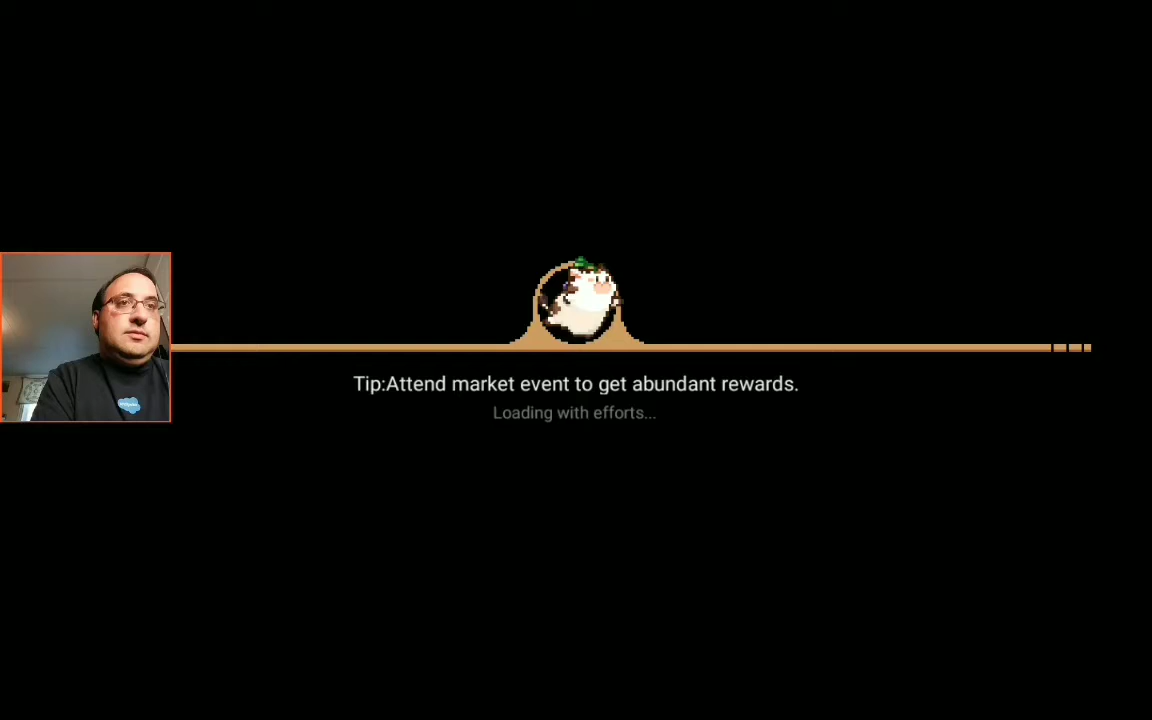 Tip:Attend market event to get abundant rewards.
Loading with efforts...